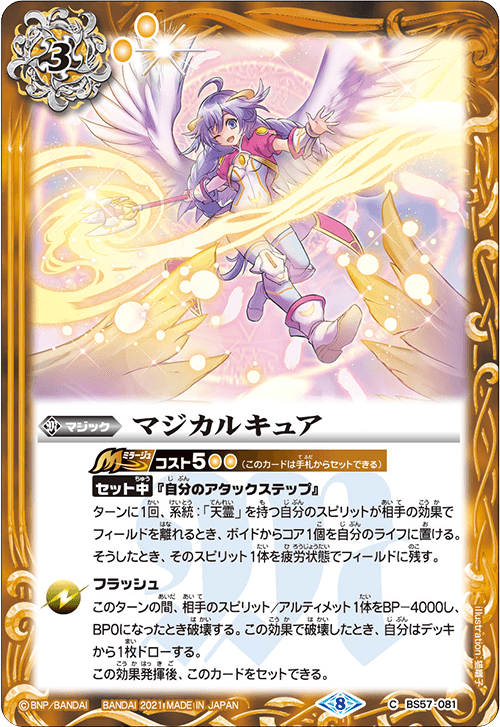 3
マジック マジカルキュア
Mミラージュ コスト5 (このカードは手札からセットできる)
セット中 『自分のアタックステップ』
ターンに1回、系統:「天霊」を持つ自分のスピリットが相手の効果で
フィールドを離れるとき、ボイドからコア1個を自分のライフに置ける。
そうしたとき、そのスピリット1体を疲労状態でフィールドに残す。
フラッシュ
このターンの間、相手のスピリット/アルティメット1体をBP-4000し、
BP0になったとき破壊する。この効果で破壊したとき、自分はデッキ
から1枚ドローする。
この効果発揮後、このカードをセットできる。
illustration:猫鍋子
©BNP/BANDAI BANDAI 2021 MADE IN JAPAN 8 C BS57-081